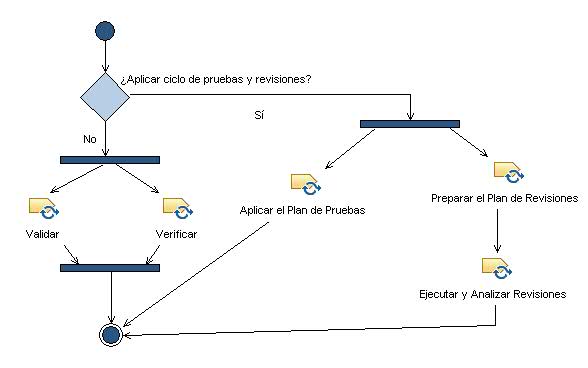 ¿Aplicar ciclo de pruebas y revisiones?
Sí
No
Validar
Verificar
Aplicar el Plan de Pruebas
Preparar el Plan de Revisiones
Ejecutar y Analizar Revisiones